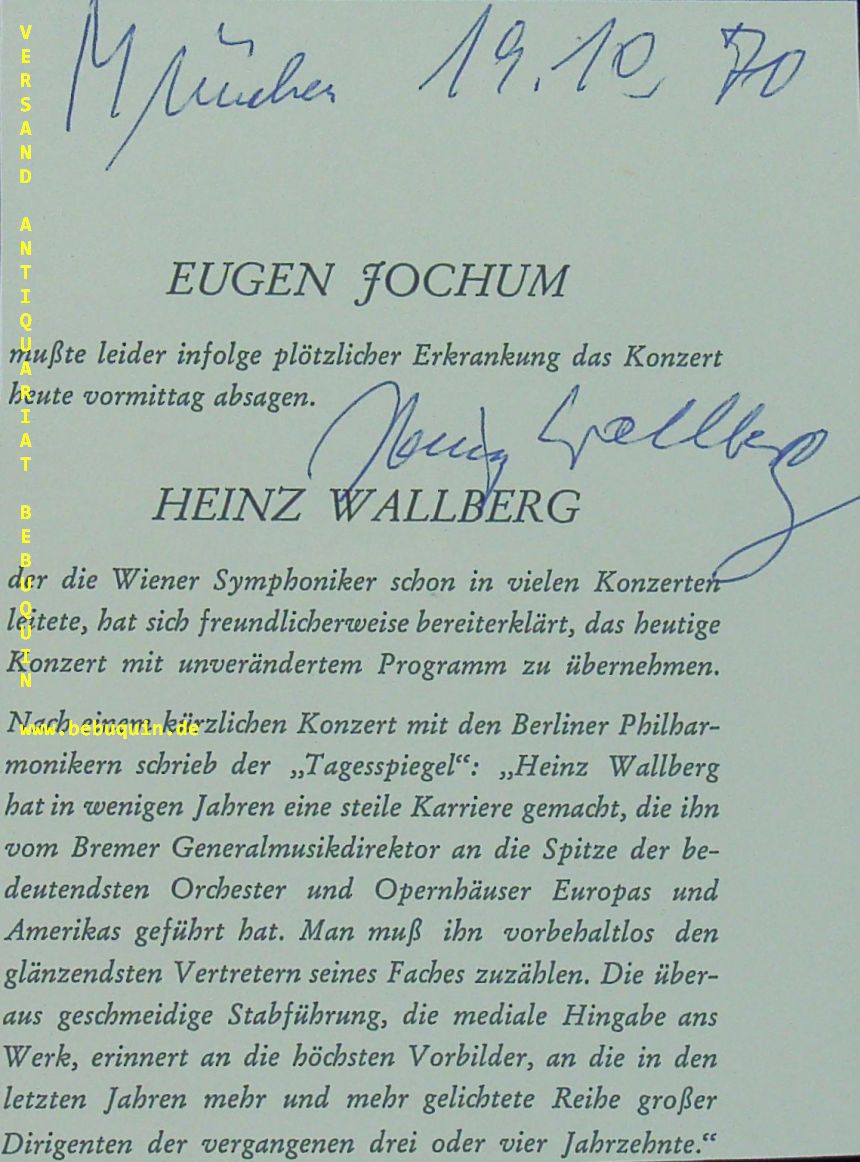 München 19.10.70
EUGEN JOCHUM
mußte leider infolge plötzlicher Erkrankung das Konzert
heute vormittag absagen.
Heinz Wallberg
HEINZ WALLBERG
der die Wiener Symphoniker schon in vielen Konzerten
leitete, hat sich freundlicherweise bereiterklärt, das heutige
Konzert mit unverändertem Programm zu übernehmen.
Nach einem kürzlichen Konzert mit den Berliner Philhar-
monikern schrieb der „Tagesspiegel“: „Heinz Wallberg
hat in wenigen Jahren eine steile Karriere gemacht, die ihn
vom Bremer Generalmusikdirektor an die Spitze der be-
deutendsten Orchester und Opernhäuser Europas und
Amerikas geführt hat. Man muß ihn vorbehaltlos den
glänzendsten Vertretern seines Faches zuzählen. Die über-
aus geschmeidige Stabführung, die mediale Hingabe ans
Werk, erinnert an die höchsten Vorbilder, an die in den
letzten Jahren mehr und mehr gelichtete Reihe großer
Dirigenten der vergangenen drei oder vier Jahrzehnte.“
VERSAND ANTIQUARIAT BEBUQUIN
www.bebuquin.de